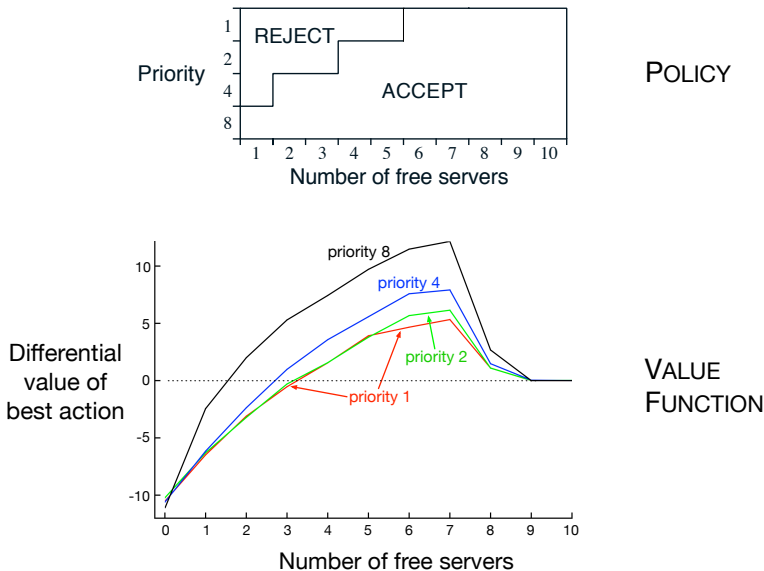 1
REJECT
2
Priority
POLICY
4
ACCEPT
8
1 2 3 4 5 6 7 8 9 10
Number of free servers
10
priority 8
priority 4
5
priority 2
Differential
value of
best action
0
priority 1
VALUE
FUNCTION
-5
-10
0 1 2 3 4 5 6 7 8 9 10
Number of free servers